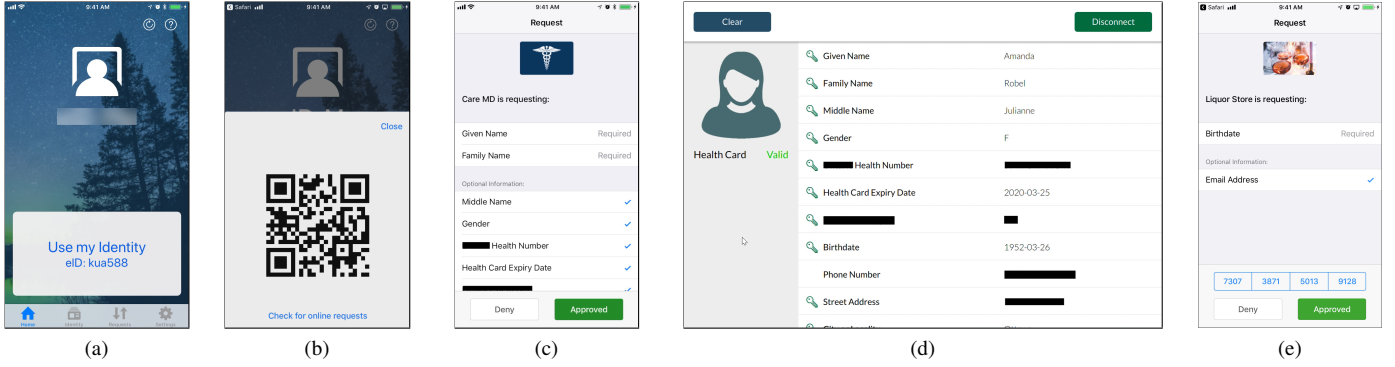 9:41 AM
Use my Identity
eID: kua588
Home
Identity
Requests
Settings
(a)
Safari
9:41 AM
Close
Check for online requests
(b)
9:41 AM
Request
Care MD is requesting:
Given Name Required
Family Name Required
Optional Information:
Middle Name
Gender
Health Number
Health Card Expiry Date
Deny
Approved
(c)
Clear
Disconnect
Health Card Valid
Given Name Amanda
Family Name Robel
Middle Name Julianne
Gender F
Health Number
Health Card Expiry Date 2020-03-25
Birthdate 1952-03-26
Phone Number
Street Address
(d)
Safari
9:41 AM
Request
Liquor Store is requesting:
Birthdate Required
Optional Information:
Email Address
7307 3871 5013 9128
Deny
Approved
(e)